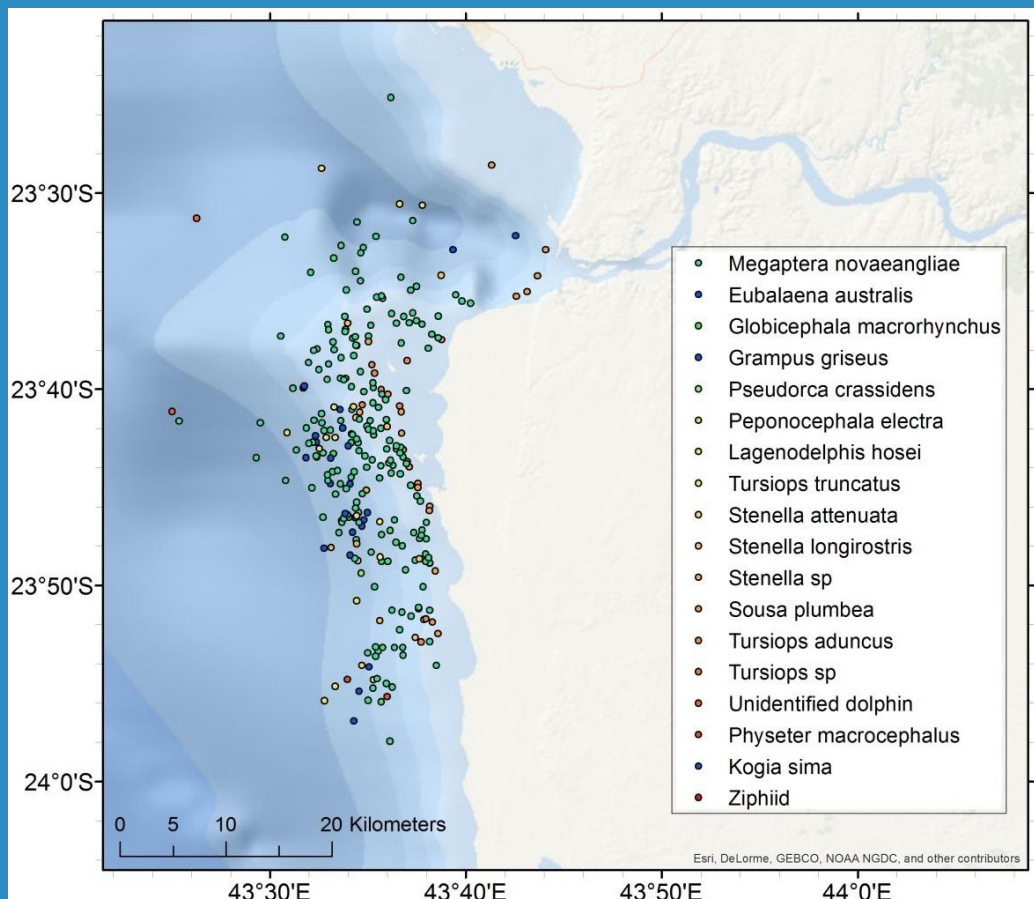 23°30'S
23°40'S
23°50'S
24°0'S
Megaptera novaeangliae
Eubalaena australis
Globicephala macrorhynchus
Grampus griseus
Pseudorca crassidens
Peponocephala electra
Lagenodelphis hosei
Tursiops truncatus
Stenella attenuata
Stenella longirostris
Stenella sp
Sousa plumbea
Tursiops aduncus
Tursiops sp
Unidentified dolphin
Physeter macrocephalus
Kogia sima
Ziphiid
0 5 10 20 Kilometers
Esri, DeLorme, GEBCO, NOAA NGDC, and other contributors
43°30'E 43°40'E 43°50'E 44°0'E